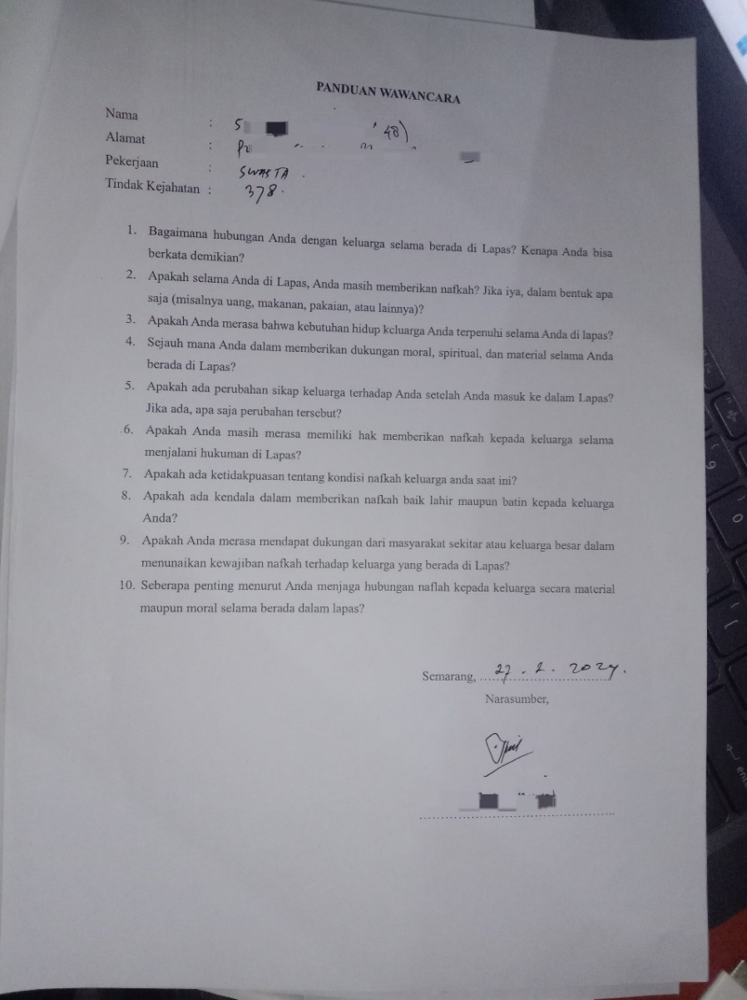 PANDUAN WAWANCARA
Nama :
Alamat :
Pekerjaan : SWASTA .
Tindak Kejahatan : 378.
1. Bagaimana hubungan Anda dengan keluarga selama berada di Lapas? Kenapa Anda bisa
berkata demikian?
2. Apakah selama Anda di Lapas, Anda masih memberikan nafkah? Jika iya, dalam bentuk apa
saja (misalnya uang, makanan, pakaian, atau lainnya)?
3. Apakah Anda merasa bahwa kebutuhan hidup keluarga Anda terpenuhi selama Anda di lapas?
4. Sejauh mana Anda dalam memberikan dukungan moral, spiritual, dan material selama Anda
berada di Lapas?
5. Apakah ada perubahan sikap keluarga terhadap Anda setelah Anda masuk ke dalam Lapas?
Jika ada, apa saja perubahan tersebut?
6. Apakah Anda masih merasa memiliki hak memberikan nafkah kepada keluarga selama
menjalani hukuman di Lapas?
7. Apakah ada ketidakpuasan tentang kondisi nafkah keluarga anda saat ini?
8. Apakah ada kendala dalam memberikan nafkah baik lahir maupun batin kepada keluarga
Anda?
9. Apakah Anda merasa mendapat dukungan dari masyarakat sekitar atau keluarga besar dalam
menunaikan kewajiban nafkah terhadap keluarga yang berada di Lapas?
10. Seberapa penting menurut Anda menjaga hubungan naflah kepada keluarga secara material
maupun moral selama berada dalam lapas?
Semarang,
Narasumber,